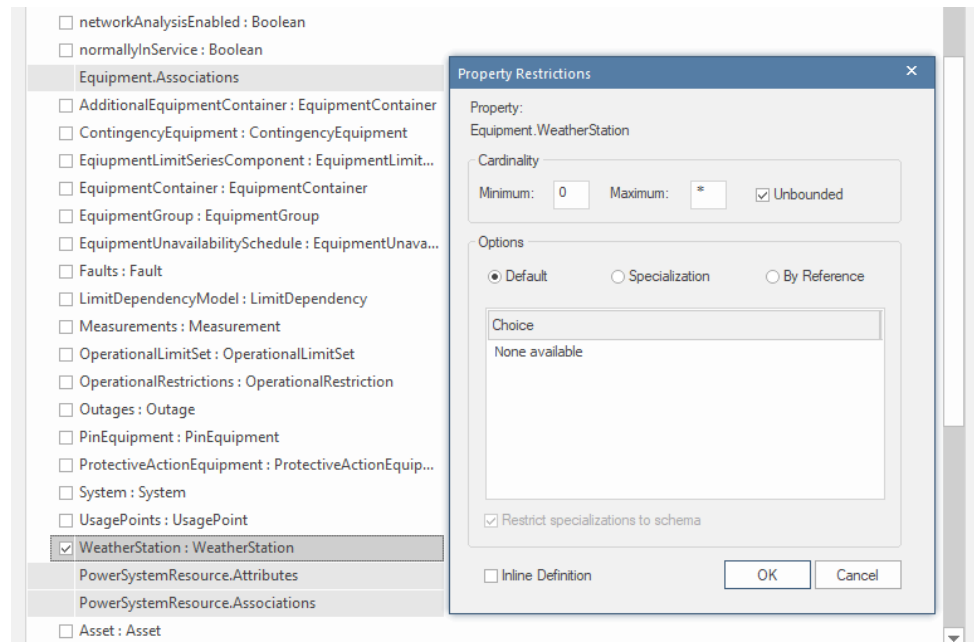 networkAnalysisEnabled : Boolean
normallyInService : Boolean
Equipment.Associations
AdditionalEquipmentContainer : EquipmentContainer
ContingencyEquipment : ContingencyEquipment
EqiupmentLimitSeriesComponent : EquipmentLimit...
EquipmentContainer : EquipmentContainer
EquipmentGroup : EquipmentGroup
EquipmentUnavailabilitySchedule : EquipmentUnava...
Faults : Fault
LimitDependencyModel : LimitDependency
Measurements : Measurement
OperationalLimitSet : OperationalLimitSet
OperationalRestrictions : OperationalRestriction
Outages : Outage
PinEquipment : PinEquipment
ProtectiveActionEquipment : ProtectiveActionEquip...
System : System
UsagePoints : UsagePoint
WeatherStation : WeatherStation
PowerSystemResource.Attributes
PowerSystemResource.Associations
Asset : Asset
Property Restrictions
Property:
Equipment.WeatherStation
Cardinality
Minimum: 0 Maximum: * Unbounded
Options
Default Specialization By Reference
Choice
None available
Restrict specializations to schema
Inline Definition OK Cancel